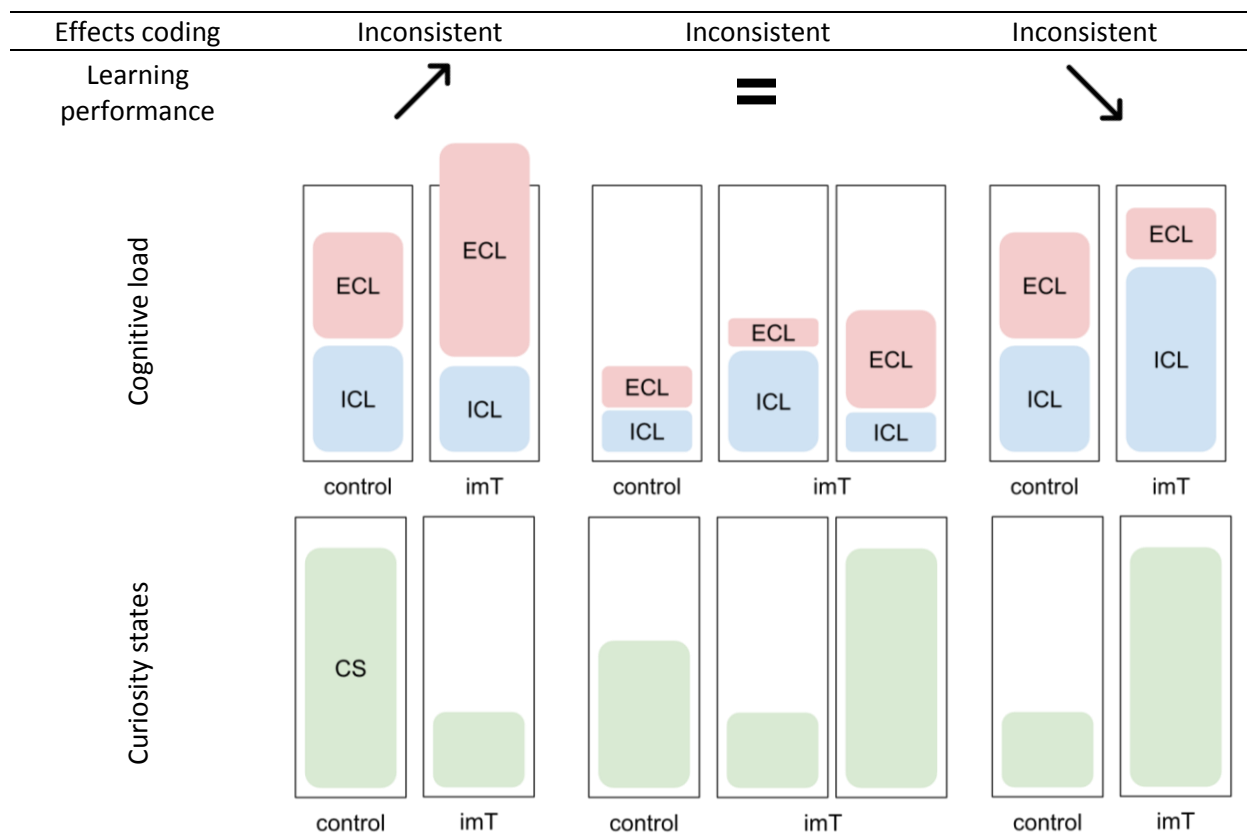 Effects coding Inconsistent Inconsistent Inconsistent
Learning
performance
=
Cognitive load
ECL ECL ECL ECL ECL ECL ECL
ICL ICL ICL ICL ICL ICL ICL
control imT control imT control imT
Curiosity states
CS
control imT control imT control imT